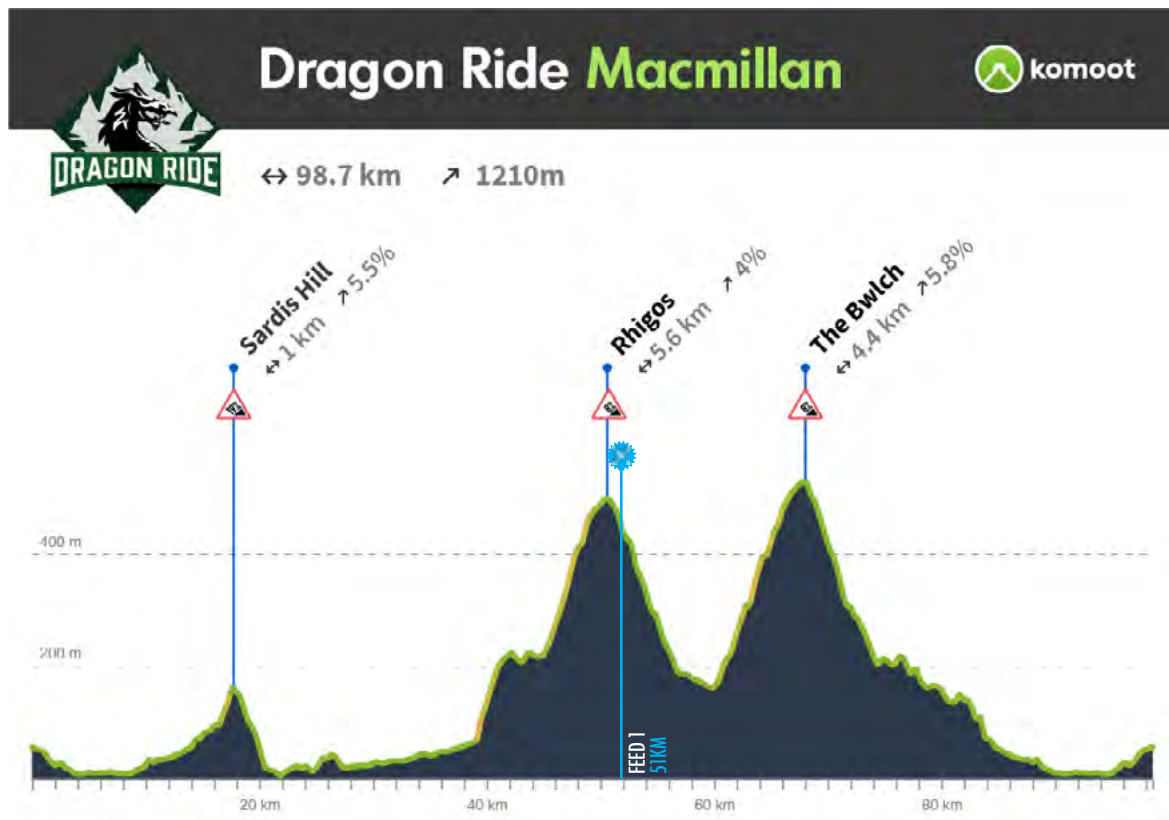 Dragon Ride Macmillan
komoot
DRAGON RIDE
↔ 98.7 km ↗ 1210m
Sardis Hill
↔ 1 km ↗ 5.5%
Rhigos
↔ 5.6 km ↗ 4%
The Bwlch
↔ 4.4 km ↗ 5.8%
400 m
200 m
FEED 1
51KM
20 km
40 km
60 km
80 km